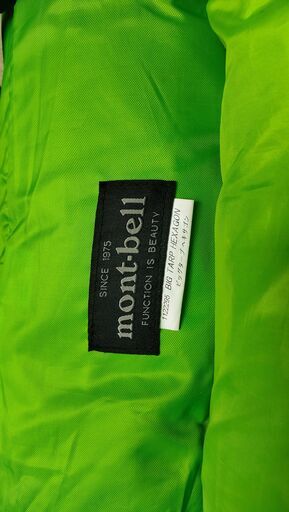 SINCE 1975
mont-bell
FUNCTION IS BEAUTY
1122295 BIG TARP HEXAGON
ビッグタープ ヘキサゴン